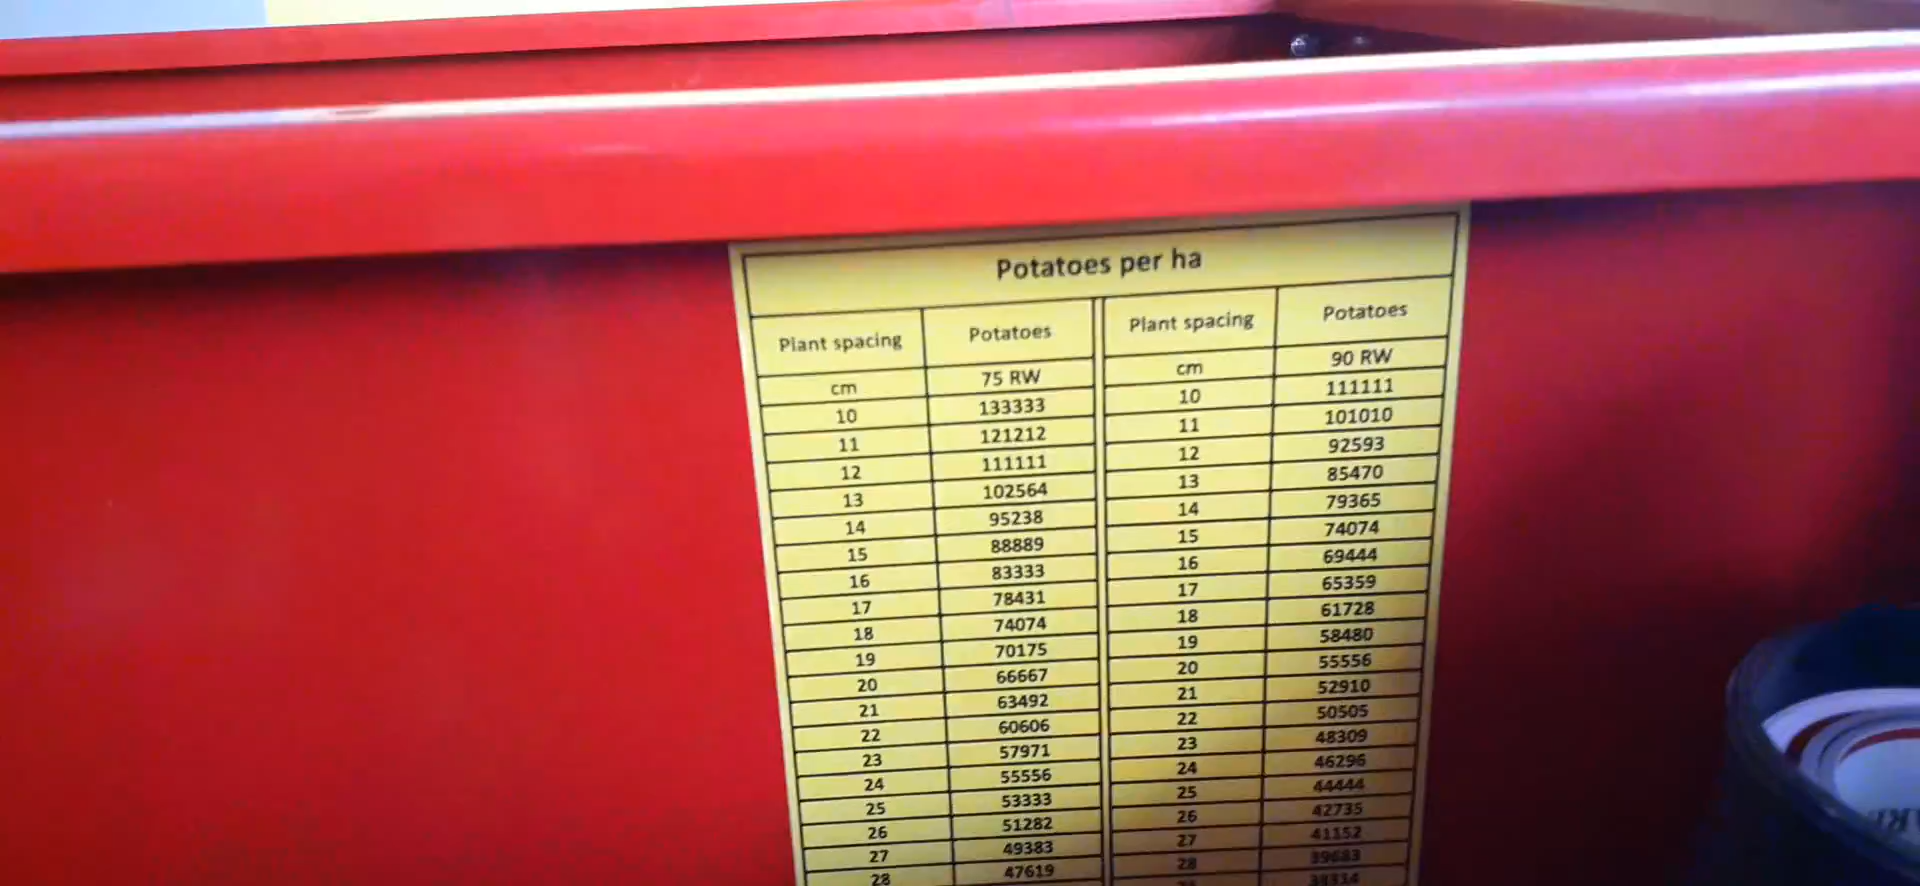 Potatoes per ha
Plant spacing Potatoes Plant spacing Potatoes
cm 75 RW cm 90 RW
10 133333 10 111111
11 121212 11 101010
12 111111 12 92593
13 102564 13 85470
14 95238 14 79365
15 88889 15 74074
16 83333 16 69444
17 78431 17 65359
18 74074 18 61728
19 70175 19 58480
20 66667 20 55556
21 63492 21 52910
22 60606 22 50505
23 57971 23 48309
24 55556 24 46296
25 53333 25 44444
26 51282 26 42735
27 49383 27 41152
28 47619 28 39683